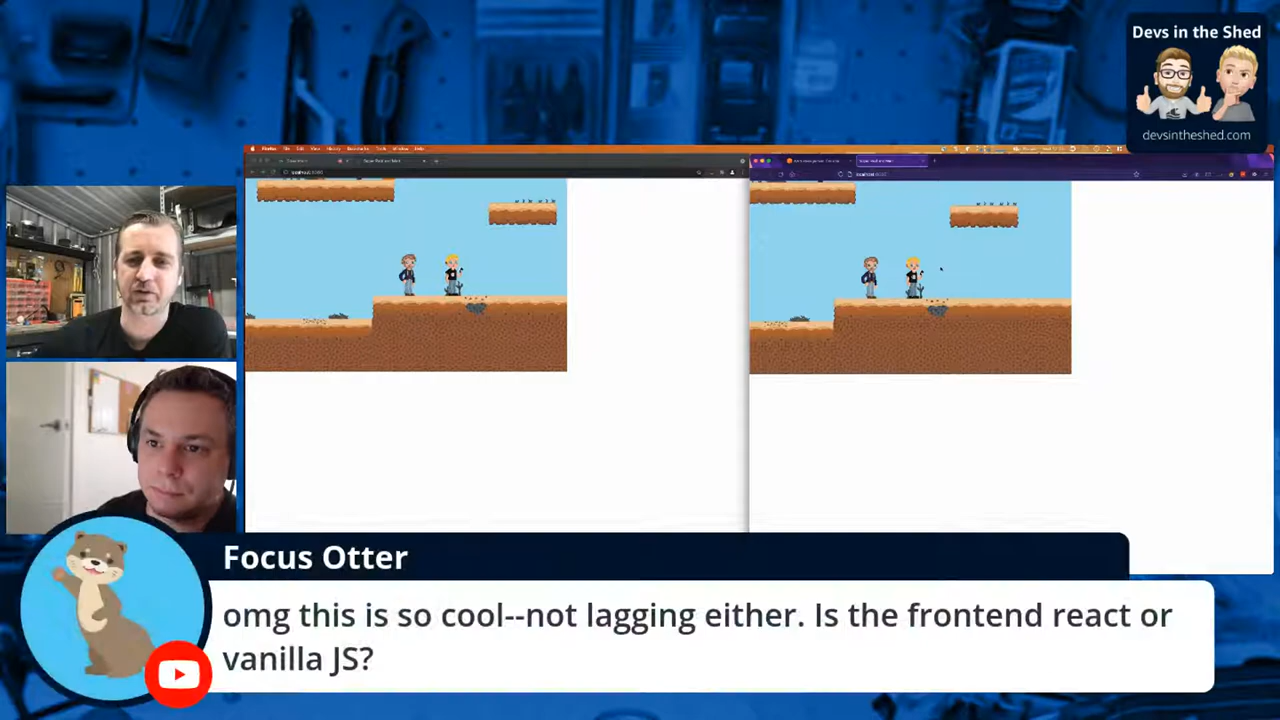 Devs in the Shed
devsintheshed.com
Focus Otter
omg this is so cool--not lagging either. Is the frontend react or
vanilla JS?